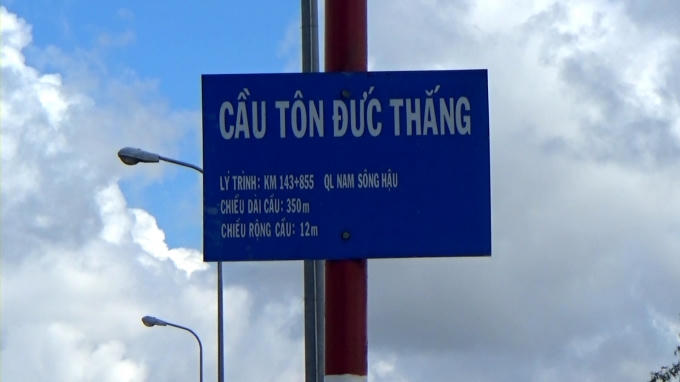 CẦU TÔN ĐỨC THẮNG
LÝ TRÌNH: KM 143+855 QL NAM SÔNG HẬU
CHIỀU DÀI CẦU: 350m
CHIỀU RỘNG CẦU: 12m